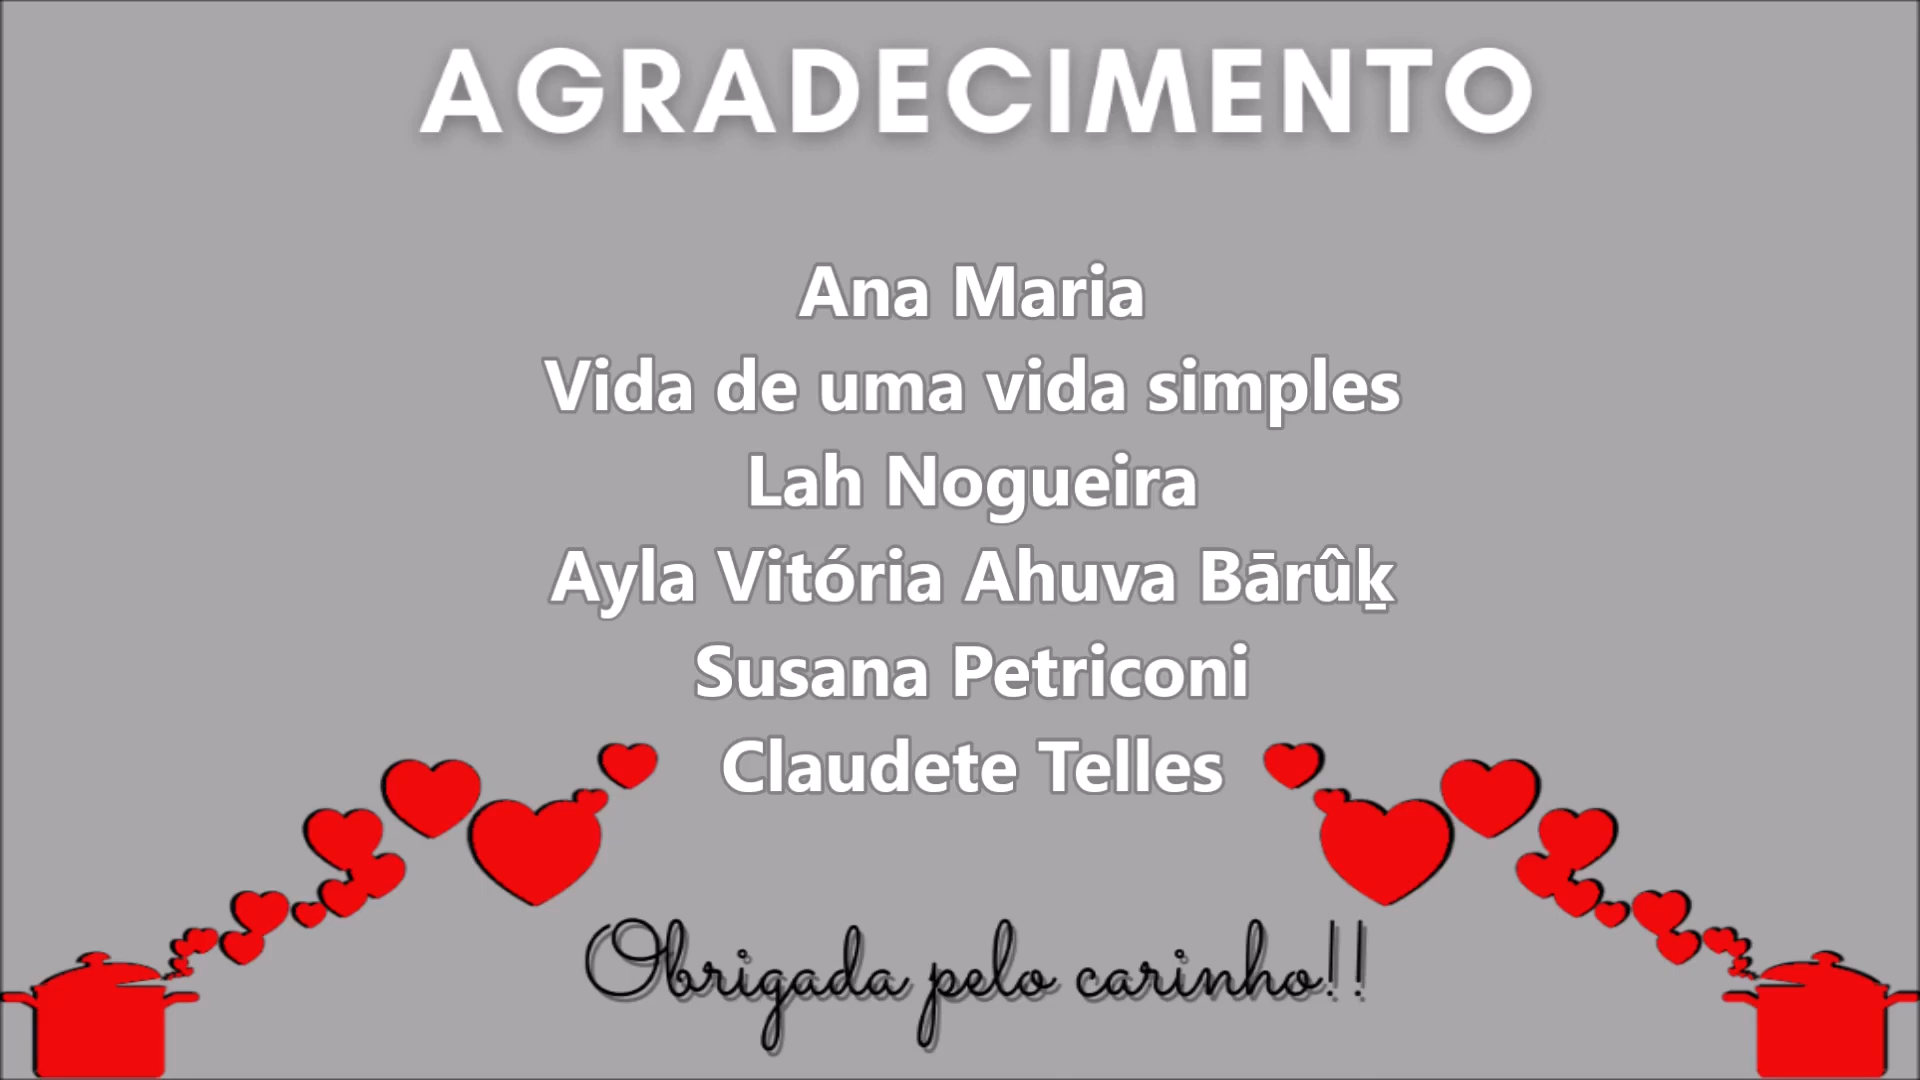 AGRADECIMENTO
Ana Maria
Vida de uma vida simples
Lah Nogueira
Ayla Vitória Ahuva Bārûḵ
Susana Petriconi
Claudete Telles
Obrigada pelo carinho!!